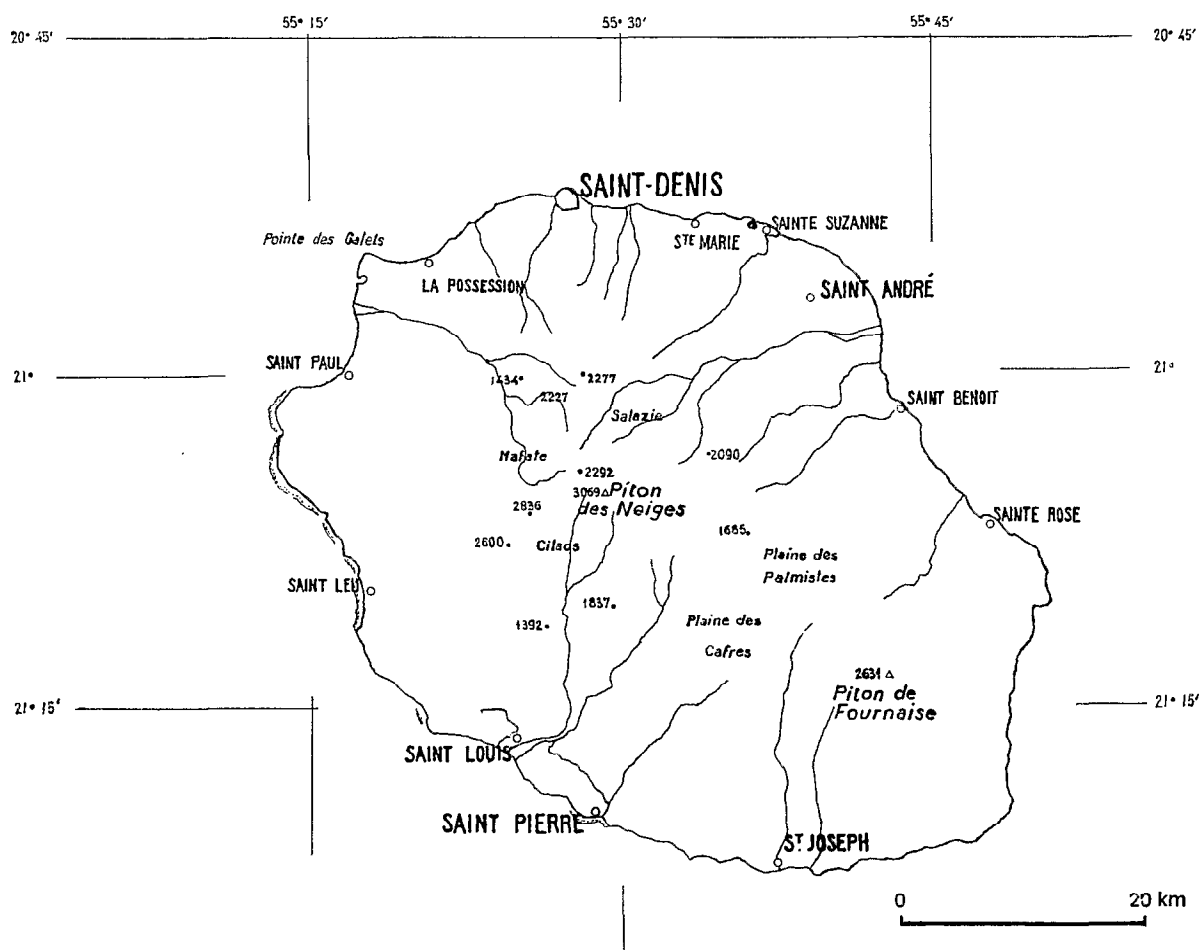 55° 15'
55° 30'
55° 45'
20° 45'
20° 45'
SAINT-DENIS
Pointe des Galets
STE MARIE
SAINTE SUZANNE
LA POSSESSION
SAINT ANDRÉ
SAINT PAUL
21°
21°
1434
2277
2227
Salazie
SAINT BENOIT
Mafate
2090
2292
3069 Piton
des Neiges
2836
SAINTE ROSE
1685
2600
Cilaos
Plaine des
Palmistes
SAINT LEU
1837
1392
Plaine des
Cafres
2631
Piton de
Fournaise
21° 15'
21° 15'
SAINT LOUIS
SAINT PIERRE
ST. JOSEPH
0
20 km